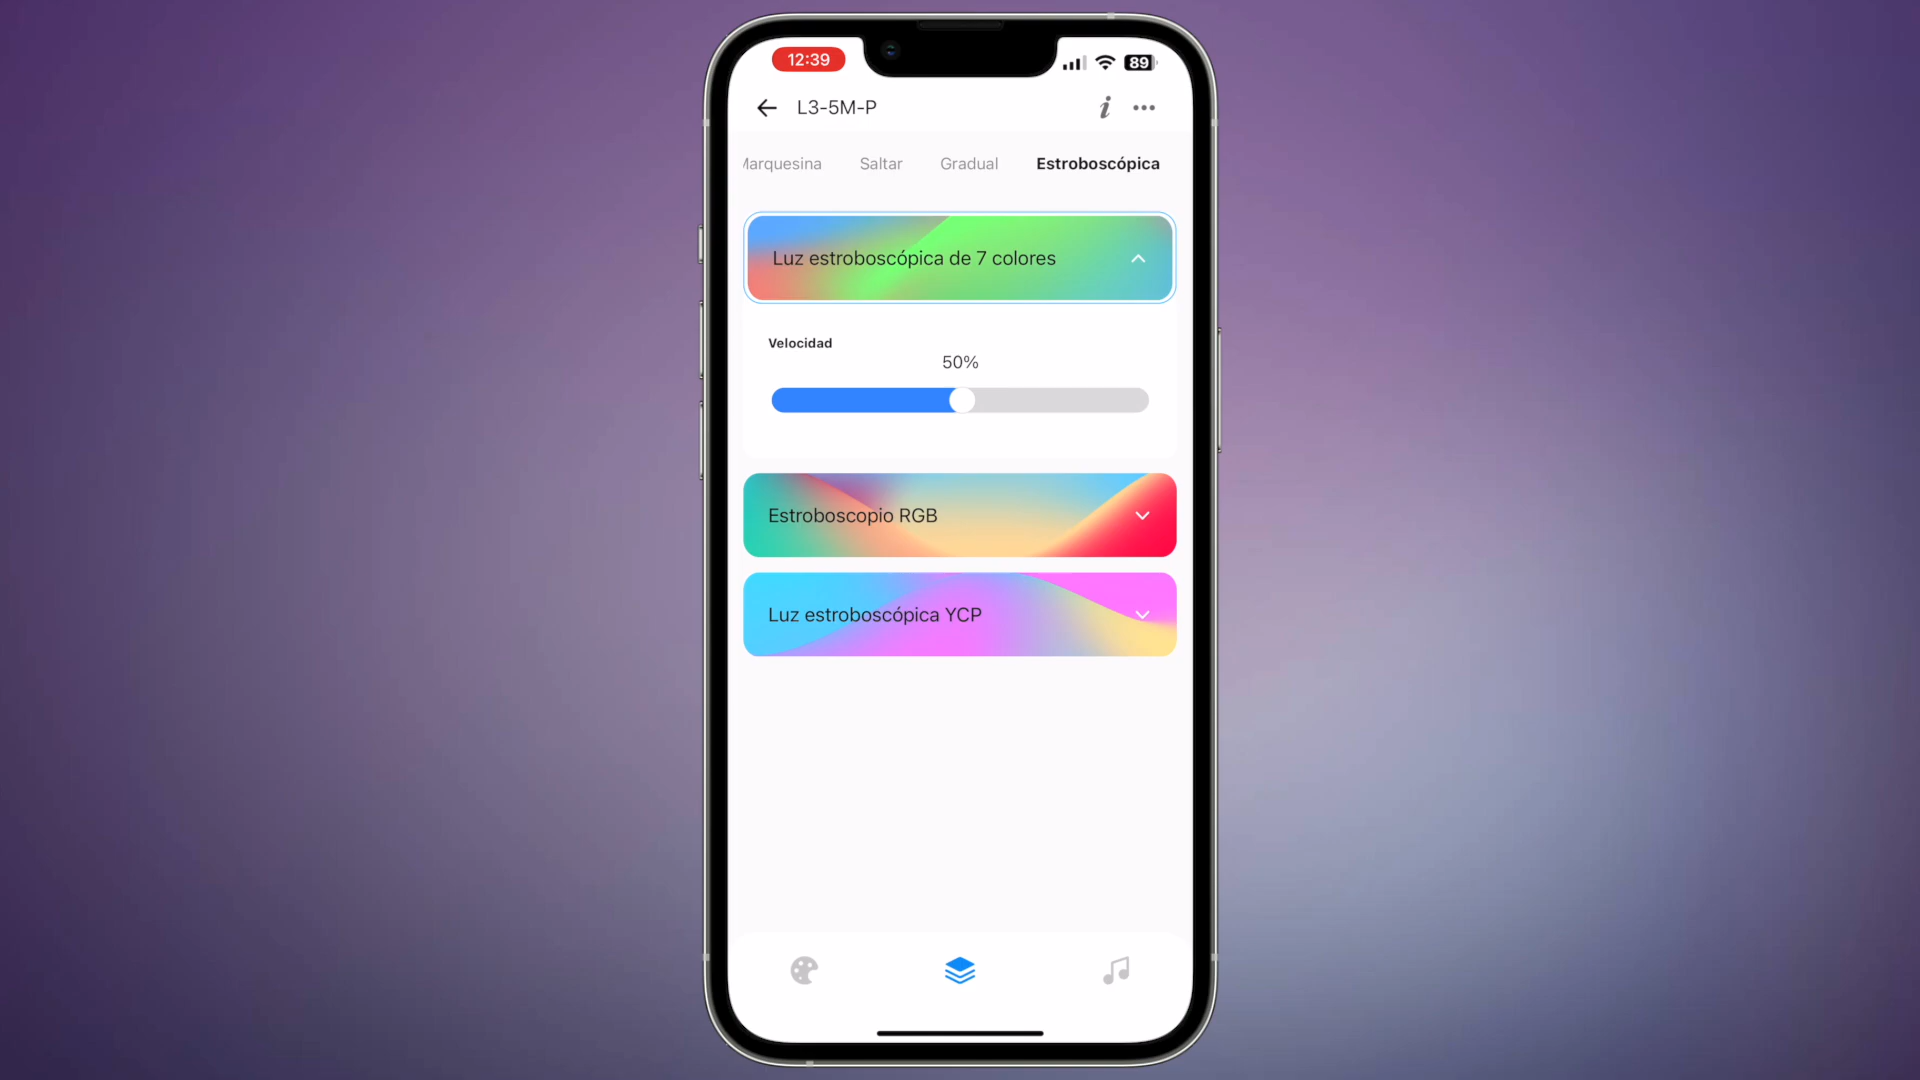 12:39
89
L3-5M-P
Marquesina Saltar Gradual Estroboscópica
Luz estroboscópica de 7 colores
Velocidad
50%
Estroboscopio RGB
Luz estroboscópica YCP